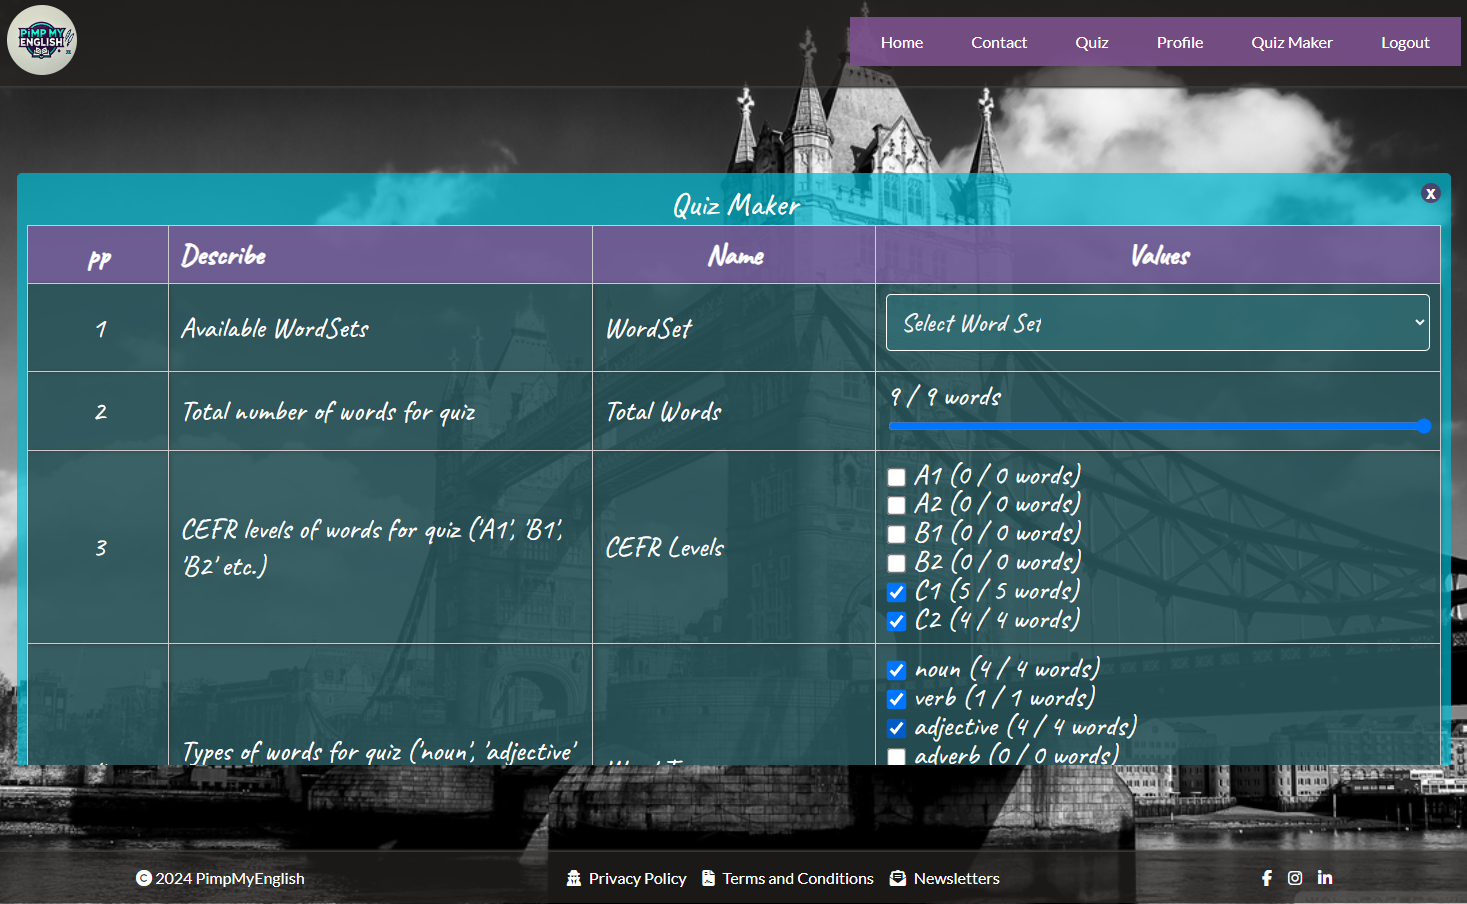 PiMP MY
ENGLISH
Home
Contact
Quiz
Profile
Quiz Maker
Logout
Quiz Maker
x
pp
Describe
Name
Values
1
Available WordSets
WordSet
Select Word Set
2
Total number of words for quiz
Total Words
9 / 9 words
3
CEFR levels of words for quiz ('A1', 'B1',
'B2' etc.)
CEFR Levels
A1 (0 / 0 words)
A2 (0 / 0 words)
B1 (0 / 0 words)
B2 (0 / 0 words)
C1 (5 / 5 words)
C2 (4 / 4 words)
Types of words for quiz ('noun', 'adjective'
noun (4 / 4 words)
verb (1 / 1 words)
adjective (4 / 4 words)
adverb (0 / 0 words)
© 2024 PimpMyEnglish
Privacy Policy
Terms and Conditions
Newsletters